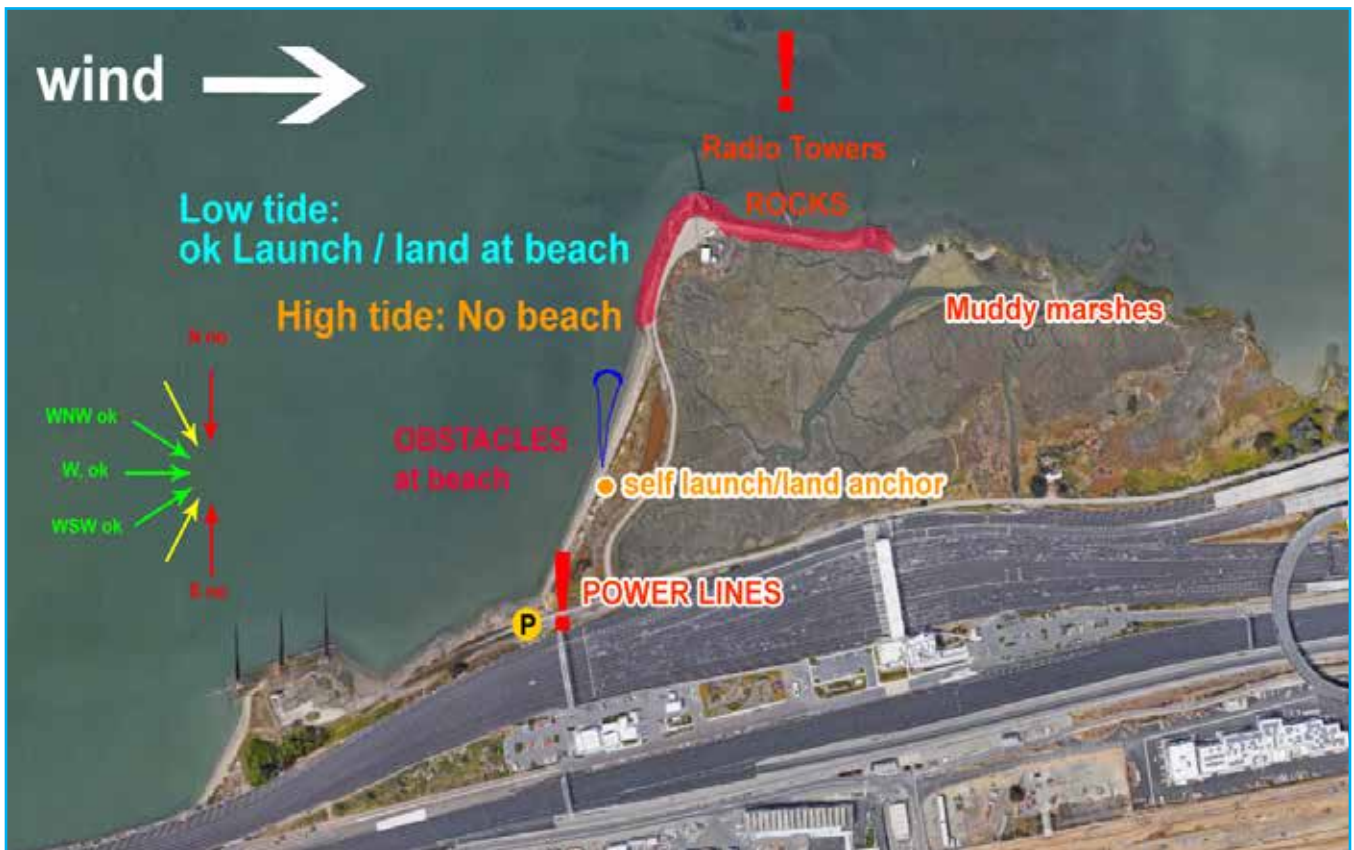 wind
!
Radio Towers
ROCKS
Low tide:
ok Launch / land at beach
High tide: No beach
Muddy marshes
N no
WNW ok
W, ok
WSW ok
OBSTACLES
at beach
self launch/land anchor
!
POWER LINES
P